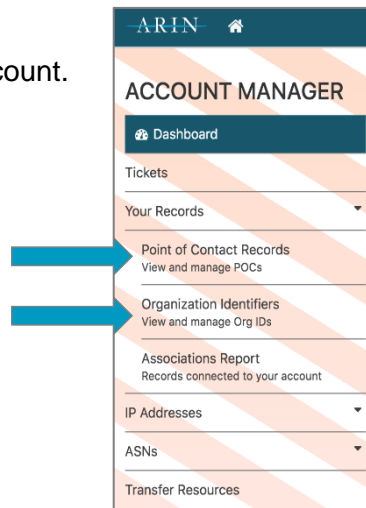 ARIN
count.
ACCOUNT MANAGER
Dashboard
Tickets
Your Records
Point of Contact Records
View and manage POCs
Organization Identifiers
View and manage Org IDs
Associations Report
Records connected to your account
IP Addresses
ASNs
Transfer Resources